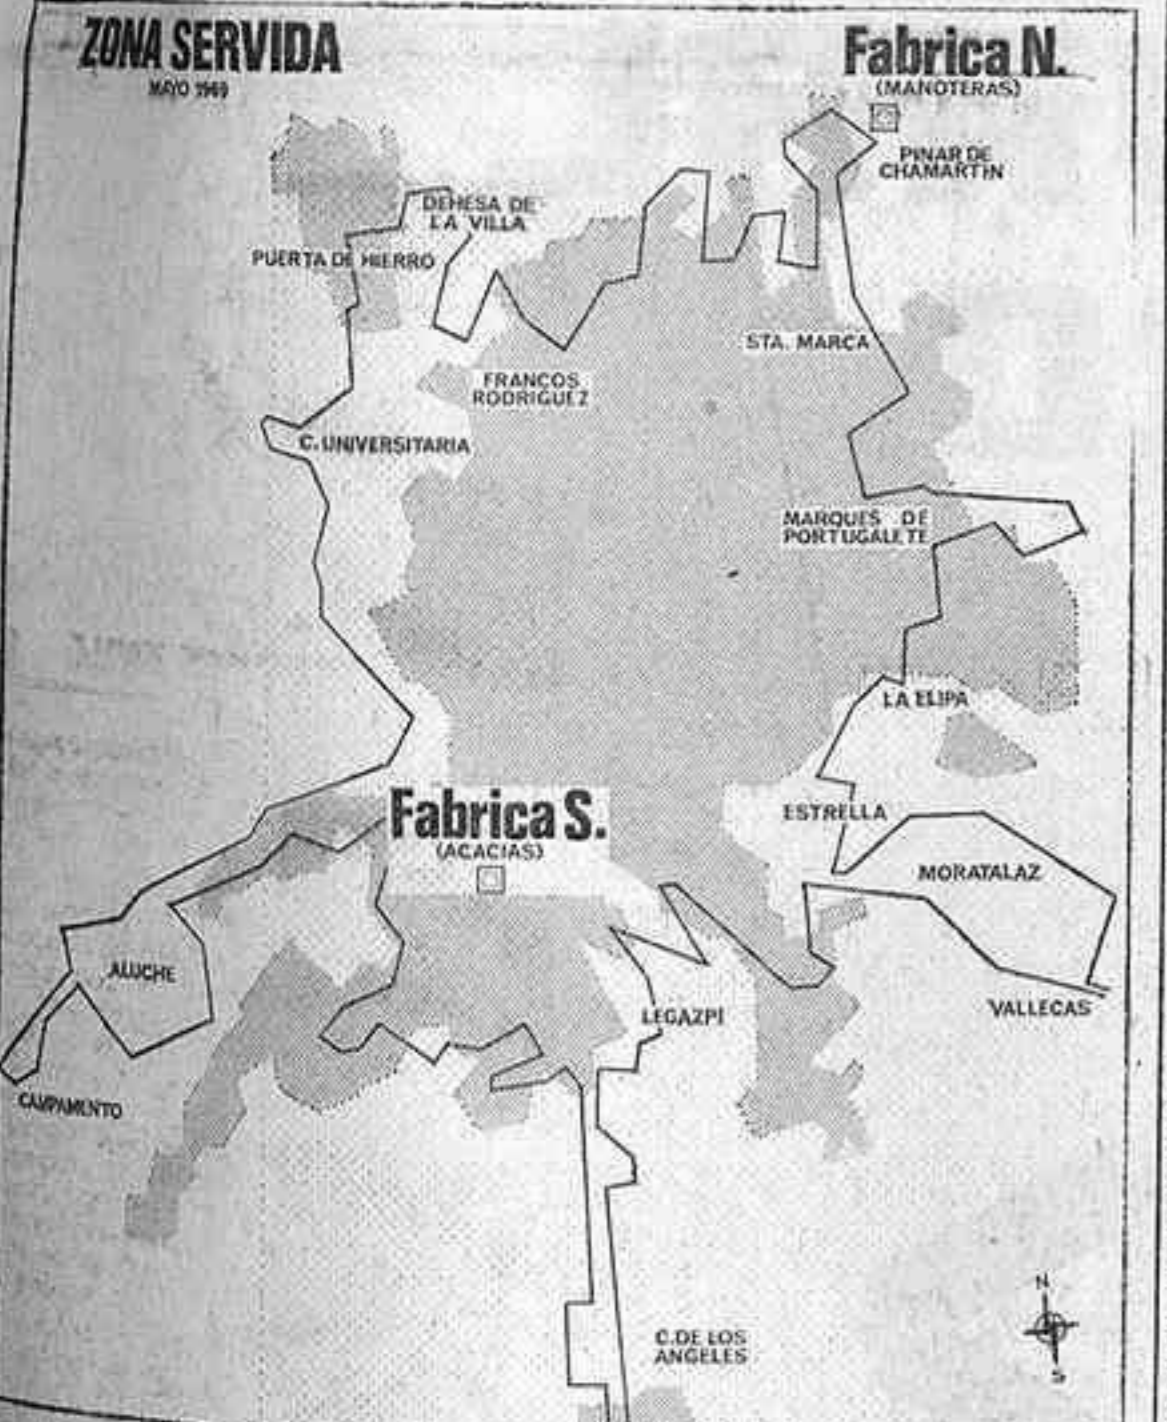 ZONA SERVIDA
MAYO 1969
Fabrica N.
(MANOTERAS)
PINAR DE
CHAMARTIN
DEHESA DE
LA VILLA
PUERTA DE HIERRO
STA. MARCA
FRANCOS
RODRIGUEZ
C. UNIVERSITARIA
MARQUES DE
PORTUGALETE
LA ELIPA
Fabrica S.
(ACACIAS)
ESTRELLA
MORATALAZ
ALUCHE
LEGAZPI
VALLECAS
CAMPAMENTO
C. DE LOS
ANGELES
N
S